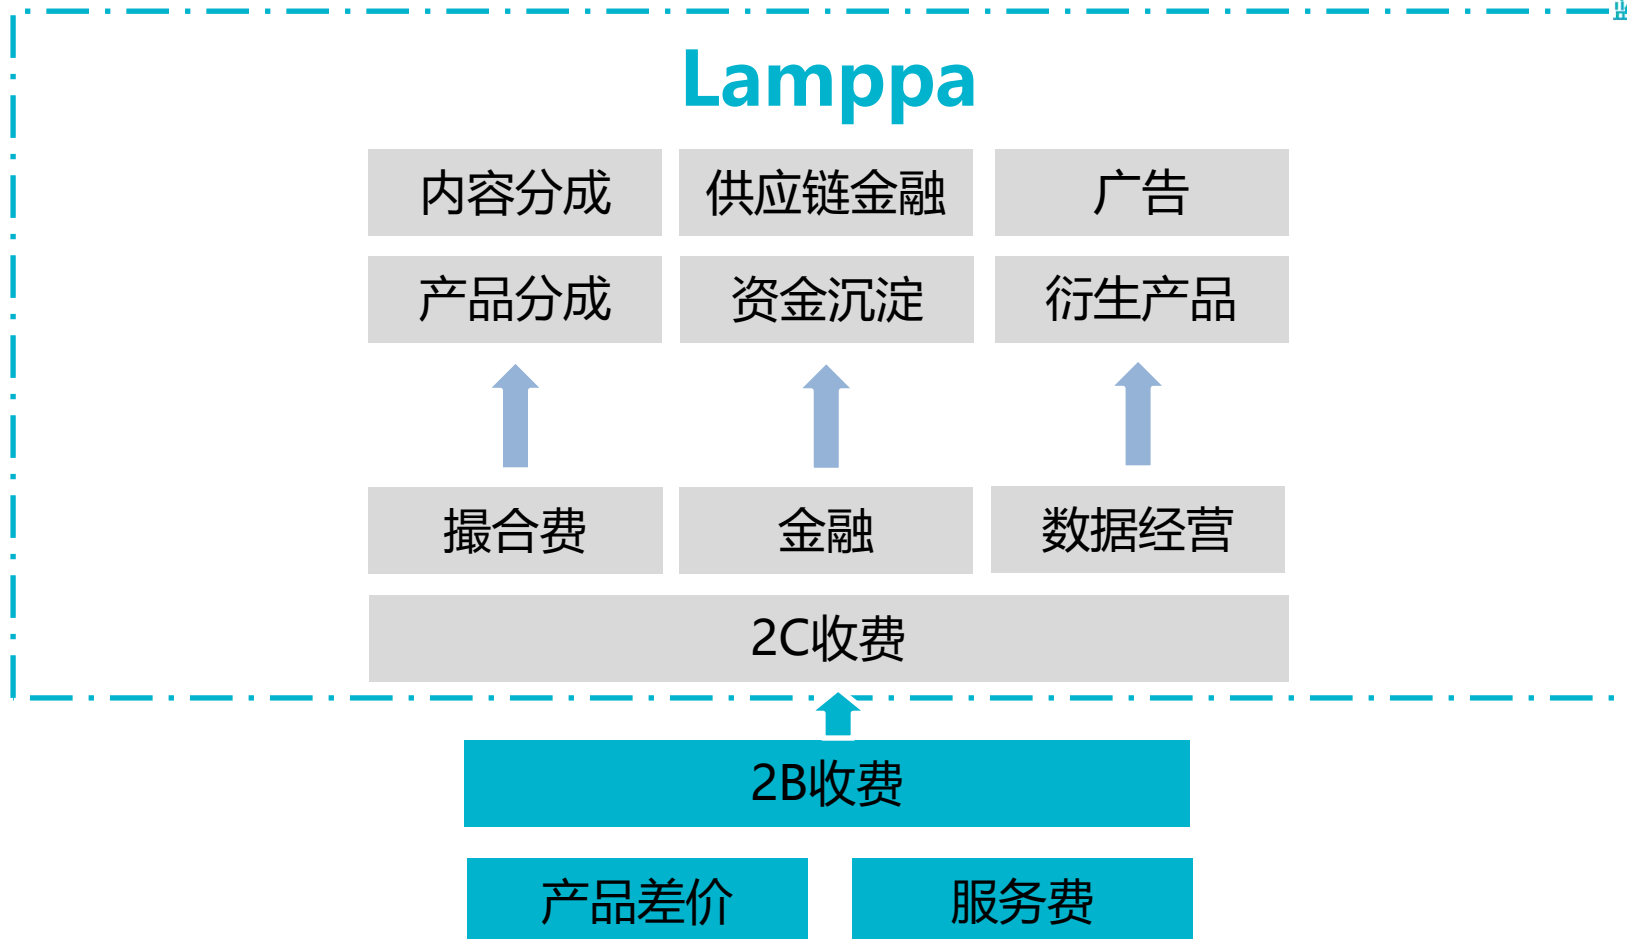 Lamppa
内容分成 供应链金融 广告
产品分成 资金沉淀 衍生产品
撮合费 金融 数据经营
2C收费
2B收费
产品差价 服务费